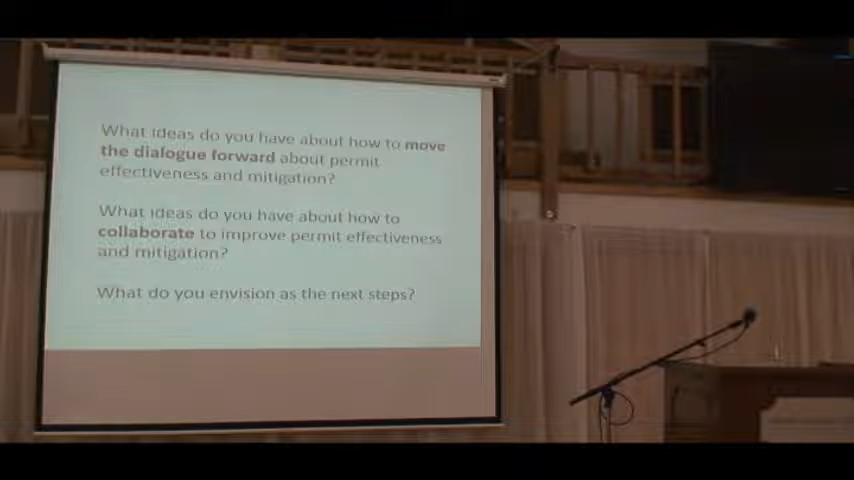 What ideas do you have about how to move
the dialogue forward about permit
effectiveness and mitigation?
What ideas do you have about how to
collaborate to improve permit effectiveness
and mitigation?
What do you envision as the next steps?